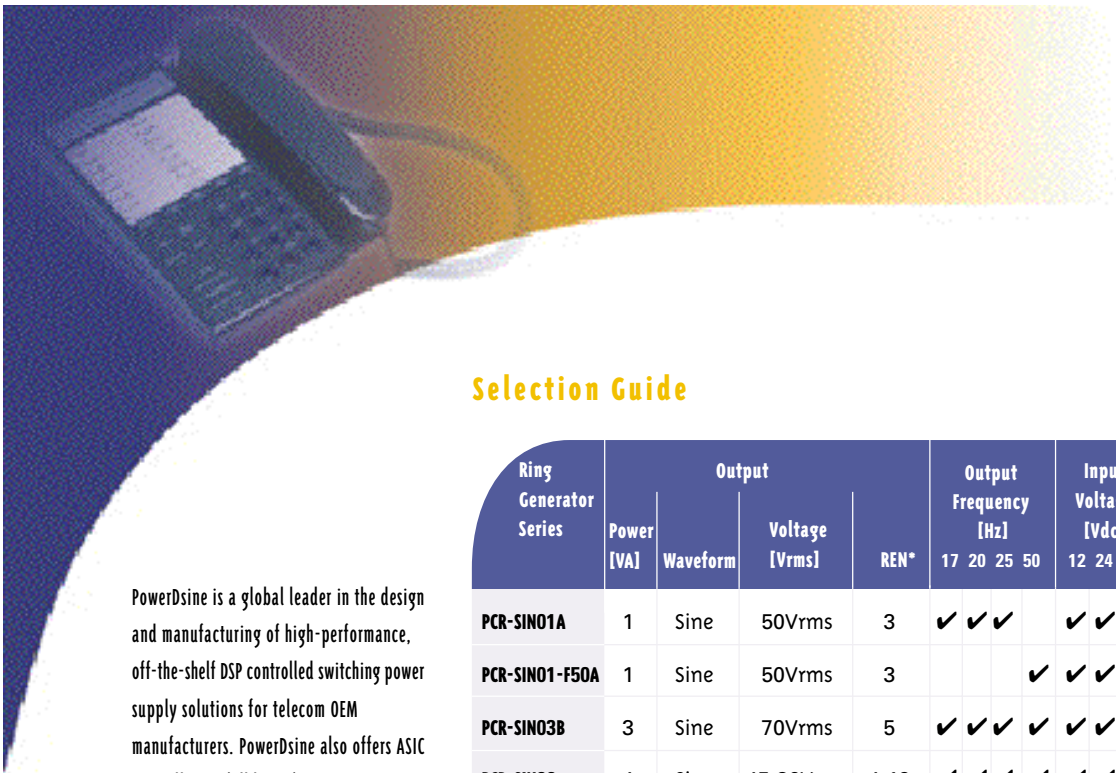 Selection Guide
Ring Generator Series
Output
Power [VA]
Waveform
Voltage [Vrms]
REN*
Output Frequency [Hz]
17 20 25 50
12 24
PCR-SIN01A 1 Sine 50Vrms 3 ✔ ✔ ✔ ✔ ✔
PCR-SIN01-F50A 1 Sine 50Vrms 3 ✔ ✔ ✔
PCR-SIN03B 3 Sine 70Vrms 5 ✔ ✔ ✔ ✔ ✔ ✔
PowerDsine is a global leader in the design
and manufacturing of high-performance,
off-the-shelf DSP controlled switching power
supply solutions for telecom OEM
manufacturers. PowerDsine also offers ASIC